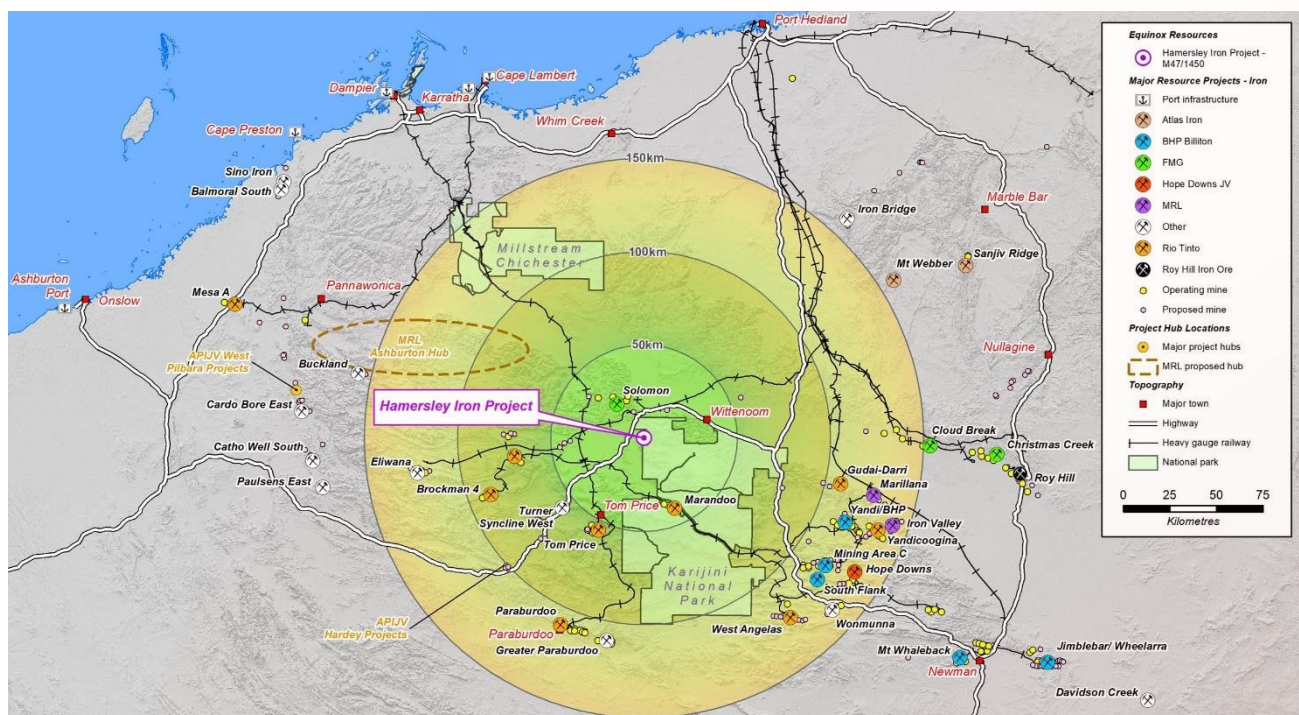 Port Hedland
Dampier
Karratha
Cape Lambert
Cape Preston
Whim Creek
Sino Iron
Balmoral South
150km
Marble Bar
Iron Bridge
Millstream
Chichester
100km
Sanjiv Ridge
Mt Webber
Ashburton
Port
Onslow
Mesa A
Pannawonica
MRL
Ashburton Hub
50km
Nullagine
APIJV West
Pilbara Projects
Buckland
Solomon
Hamersley Iron Project
Wittenoom
Cardo Bore East
Cloud Break
Christmas Creek
Catho Well South
Eliwana
Gudai-Darri
Roy Hill
Paulsens East
Brockman 4
Marandoo
Marillana
Turner
Syncline West
Tom Price
Yandi/BHP
Iron Valley
Tom Price
Yandicoogina
Mining Area C
Hope Downs
Karijini
National
Park
South Flank
APIJV
Hardey Projects
Paraburdoo
Paraburdoo
West Angelas
Wonmunna
Greater Paraburdoo
Mt Whaleback
Jimblebar/ Wheelarra
Newman
Davidson Creek
Equinox Resources
Hamersley Iron Project -
M47/1450
Major Resource Projects - Iron
Port infrastructure
Atlas Iron
BHP Billiton
FMG
Hope Downs JV
MRL
Other
Rio Tinto
Roy Hill Iron Ore
Operating mine
Proposed mine
Project Hub Locations
Major project hubs
MRL proposed hub
Topography
Major town
Highway
Heavy gauge railway
National park
0 25 50 75
Kilometres